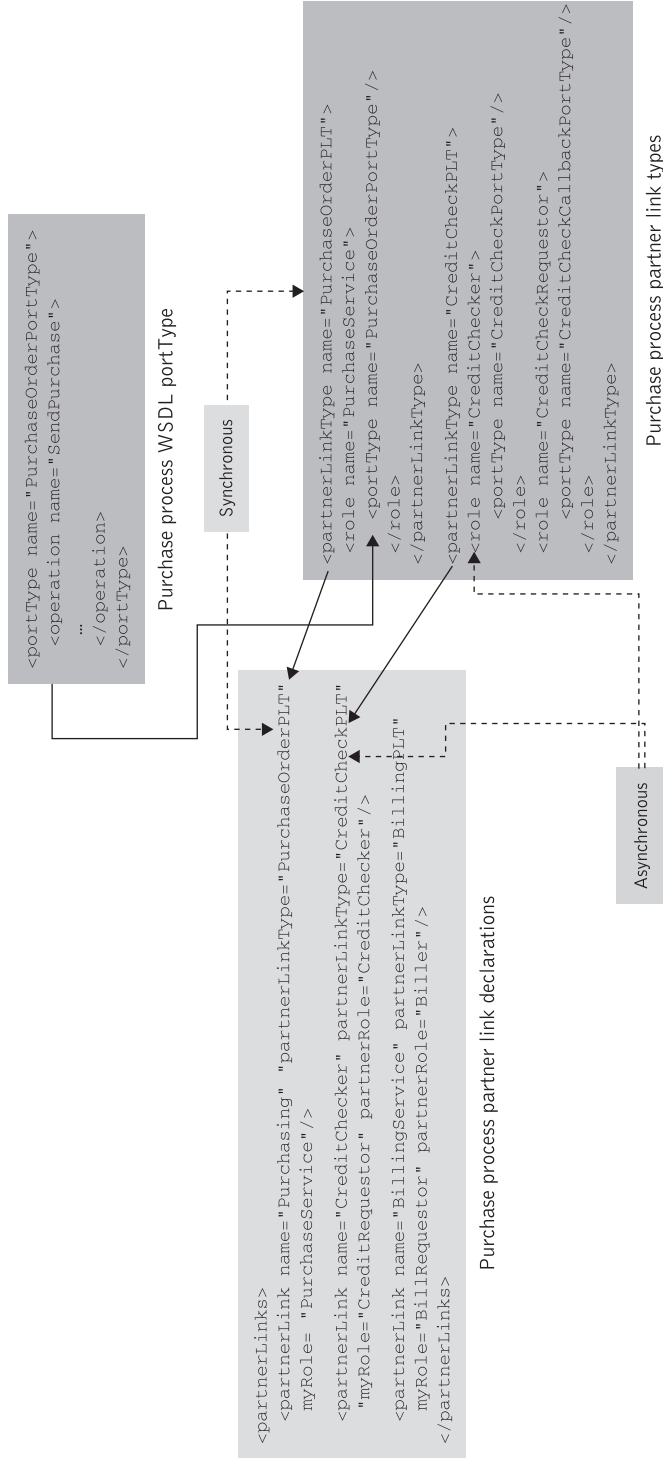 <portType name="PurchaseOrderPortType">
<operation name="SendPurchase">
…
</operation>
</portType>
Purchase process WSDL portType
Synchronous
<partnerLinks>
<partnerLink name="Purchasing" "partnerLinkType="PurchaseOrderPLT"
myRole= "PurchaseService"/>
<partnerLink name="CreditChecker" partnerLinkType="CreditCheckPLT"
"myRole="CreditRequestor" partnerRole="CreditChecker"/>
<partnerLink name="BillingService" partnerLinkType="BillingPLT"
myRole="BillRequestor" partnerRole="Biller"/>
</partnerLinks>
Purchase process partner link declarations
<partnerLinkType name="PurchaseOrderPLT">
<role name="PurchaseService">
<portType name="PurchaseOrderPortType"/>
</role>
</partnerLinkType>
<partnerLinkType name="CreditCheckPLT">
<role name="CreditChecker">
<portType name="CreditCheckPortType"/>
</role>
<role name="CreditCheckRequestor">
<portType name="CreditCheckCallbackPortType"/>
</role>
</partnerLinkType>
Purchase process partner link types
Asynchronous